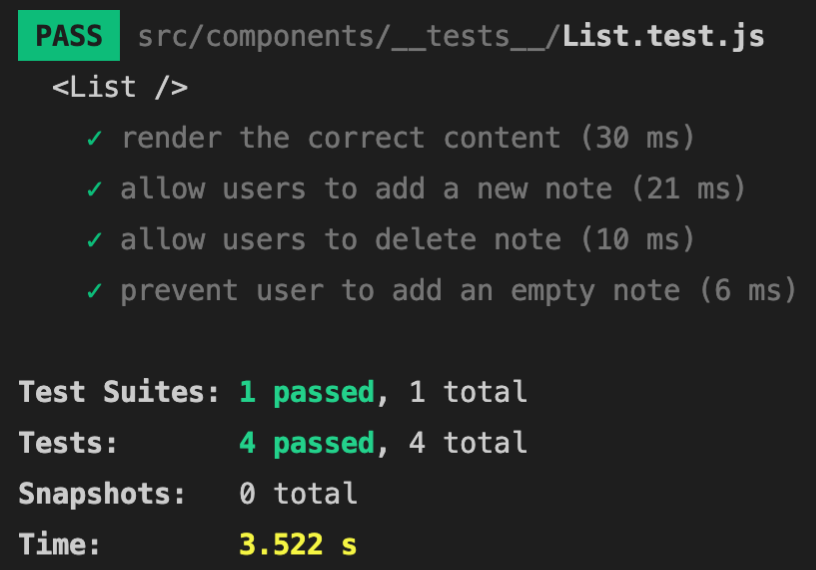 PASS src/components/__tests__/List.test.js
<List />
✓ render the correct content (30 ms)
✓ allow users to add a new note (21 ms)
✓ allow users to delete note (10 ms)
✓ prevent user to add an empty note (6 ms)
Test Suites: 1 passed, 1 total
Tests: 4 passed, 4 total
Snapshots: 0 total
Time: 3.522 s